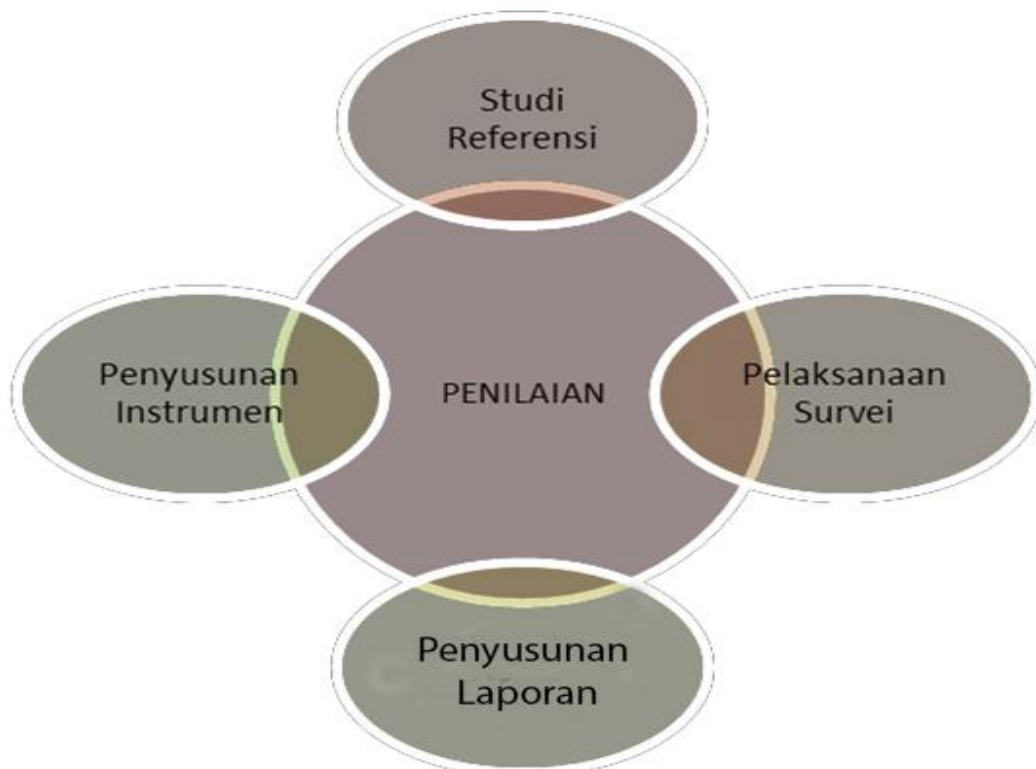 Studi
Referensi
Penyusunan
Instrumen
PENILAIAN
Pelaksanaan
Survei
Penyusunan
Laporan